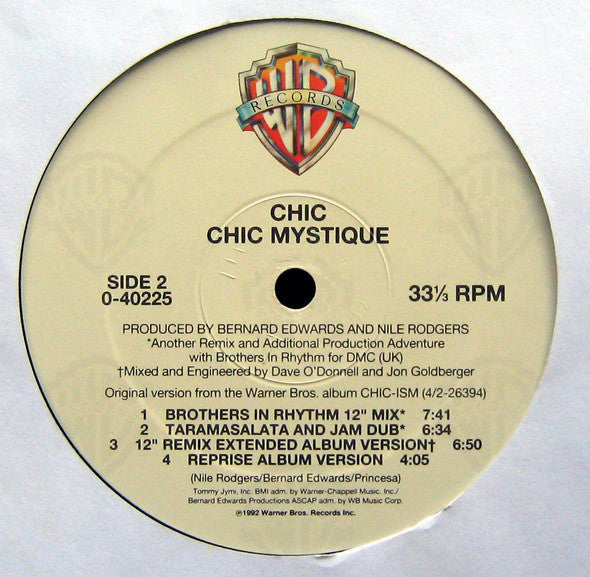 WB
RECORDS
CHIC
CHIC MYSTIQUE
SIDE 2
0-40225
33⅓ RPM
PRODUCED BY BERNARD EDWARDS AND NILE RODGERS
*Another Remix and Additional Production Adventure
with Brothers In Rhythm for DMC (UK)
†Mixed and Engineered by Dave O'Donnell and Jon Goldberger
Original version from the Warner Bros. album CHIC-ISM (4/2-26394)
1 BROTHERS IN RHYTHM 12" MIX* 7:41
2 TARAMASALATA AND JAM DUB* 6:34
3 12" REMIX EXTENDED ALBUM VERSION† 6:50
4 REPRISE ALBUM VERSION 4:05
(Nile Rodgers/Bernard Edwards/Princesa)
Tommy Jymi, Inc. BMI adm. by Warner-Chappell Music, Inc./
Bernard Edwards Productions ASCAP adm. by WB Music Corp.
℗1992 Warner Bros. Records Inc.